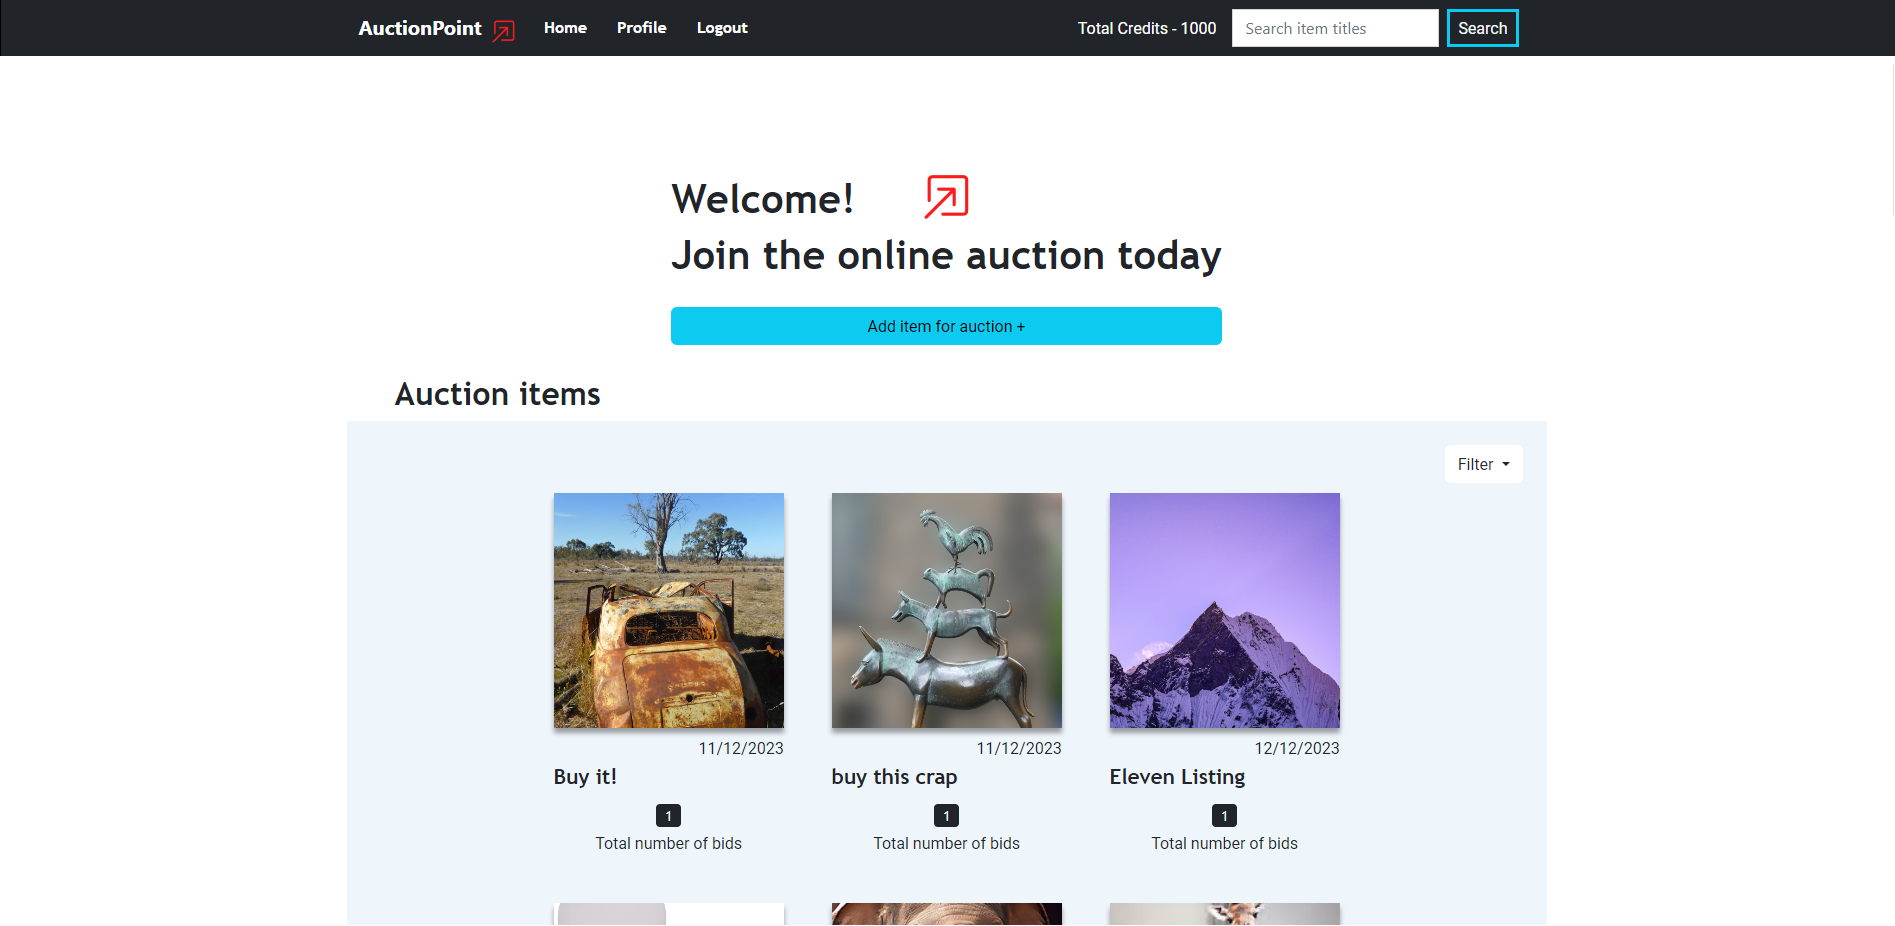 AuctionPoint Home Profile Logout Total Credits - 1000 Search item titles Search
Welcome!
Join the online auction today
Add item for auction +
Auction items
Filter
11/12/2023 11/12/2023 12/12/2023
Buy it! buy this crap Eleven Listing
1 1 1
Total number of bids Total number of bids Total number of bids